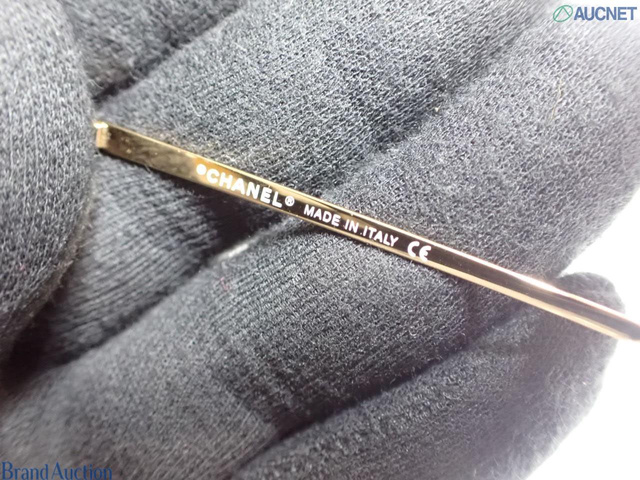 AUCNET
®CHANEL® MADE IN ITALY CE
Brand Auction